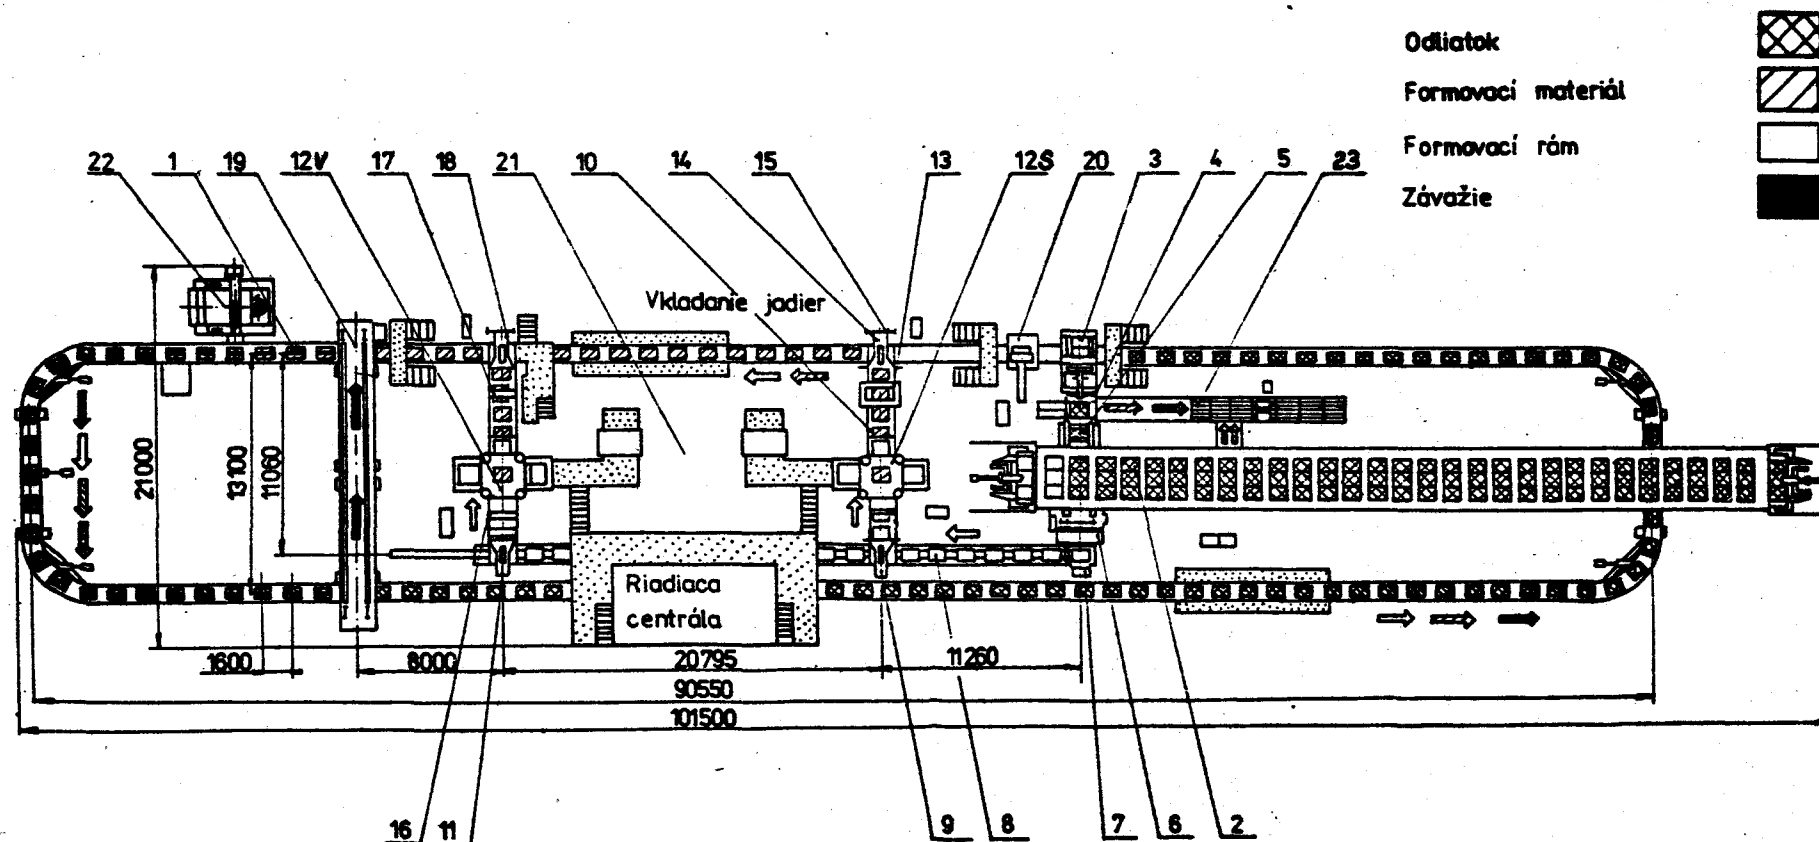 Odliatok
Formovací materiál
Formovací rám
Závažie
22 1 19 12V 17 18 21 10 14 15 13 12S 20 3 4 5 23
Vkladanie jadier
21000
13100
11060
Riadiaca
centrála
1600 8000 20795 11260
90550
101500
16 11 9 8 7 6 2